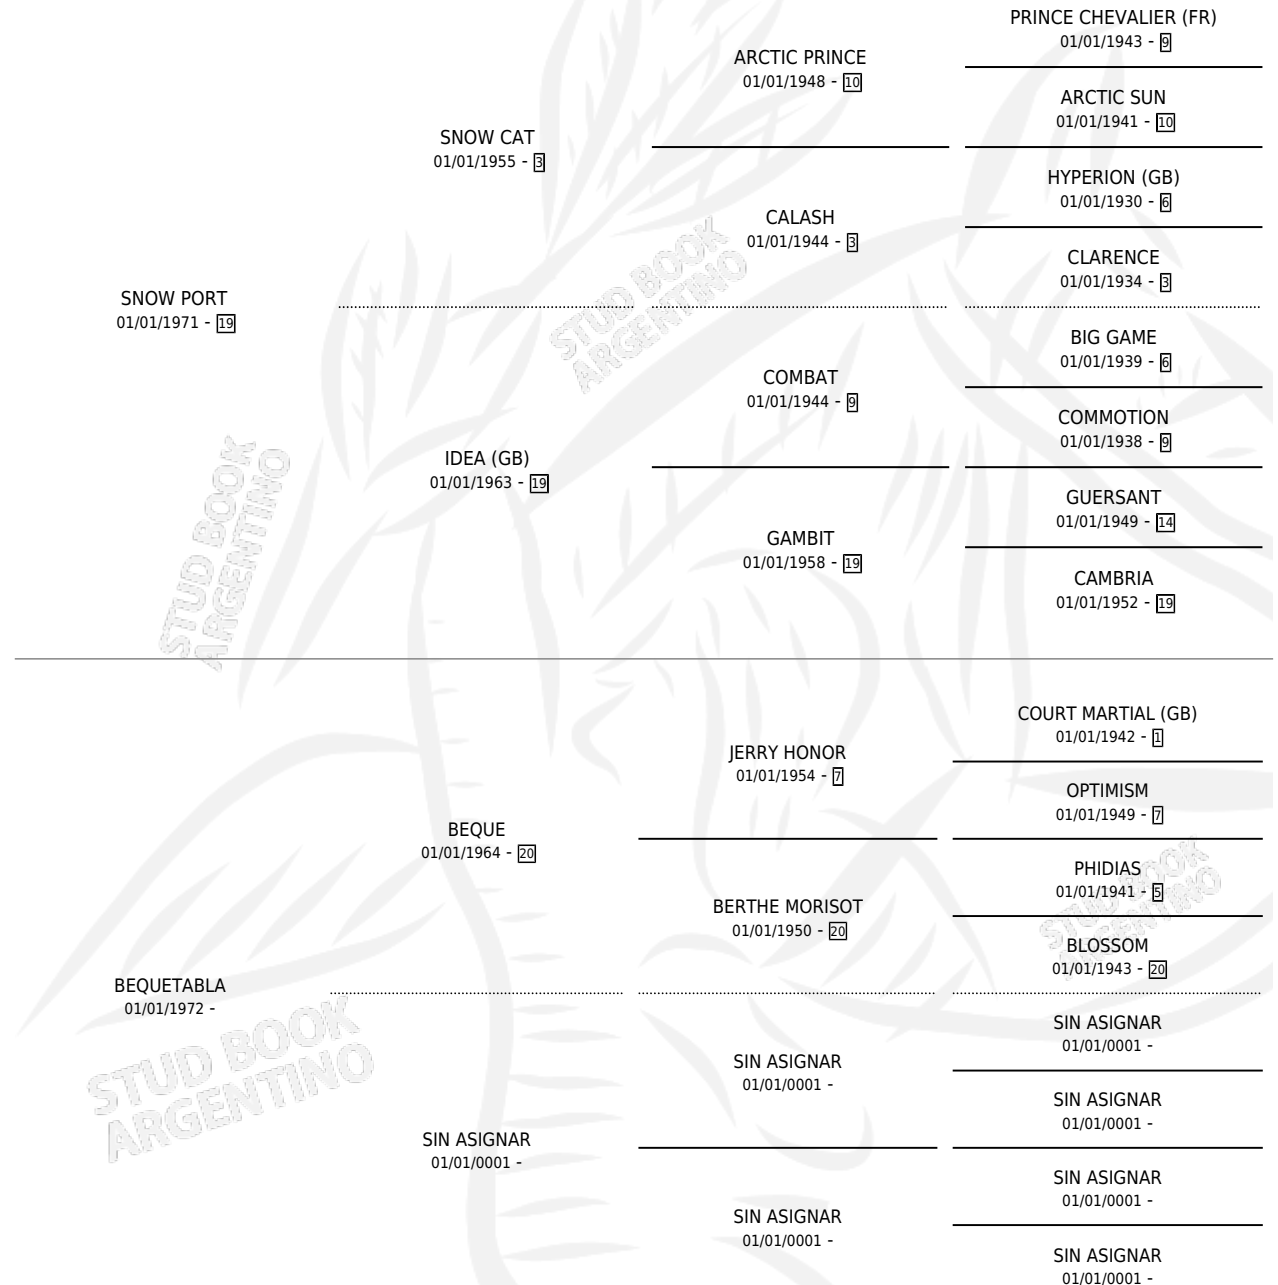 PRINCE CHEVALIER (FR)
01/01/1943 - 9
ARCTIC PRINCE
01/01/1948 - 10
ARCTIC SUN
01/01/1941 - 10
SNOW CAT
01/01/1955 - 3
HYPERION (GB)
01/01/1930 - 6
CALASH
01/01/1944 - 3
CLARENCE
01/01/1934 - 3
SNOW PORT
01/01/1971 - 19
BIG GAME
01/01/1939 - 6
COMBAT
01/01/1944 - 9
COMMOTION
01/01/1938 - 9
IDEA (GB)
01/01/1963 - 19
GUERSANT
01/01/1949 - 14
GAMBIT
01/01/1958 - 19
CAMBRIA
01/01/1952 - 19
COURT MARTIAL (GB)
01/01/1942 - 1
JERRY HONOR
01/01/1954 - 7
OPTIMISM
01/01/1949 - 7
BEQUE
01/01/1964 - 20
PHIDIAS
01/01/1941 - 5
BERTHE MORISOT
01/01/1950 - 20
BLOSSOM
01/01/1943 - 20
BEQUETABLA
01/01/1972 -
SIN ASIGNAR
01/01/0001 -
SIN ASIGNAR
01/01/0001 -
SIN ASIGNAR
01/01/0001 -
SIN ASIGNAR
01/01/0001 -
SIN ASIGNAR
01/01/0001 -
SIN ASIGNAR
01/01/0001 -
SIN ASIGNAR
01/01/0001 -
STUD BOOK
ARGENTINO
STUD BOOK
ARGENTINO
STUD BOOK
ARGENTINO
STUD BOOK
ARGENTINO